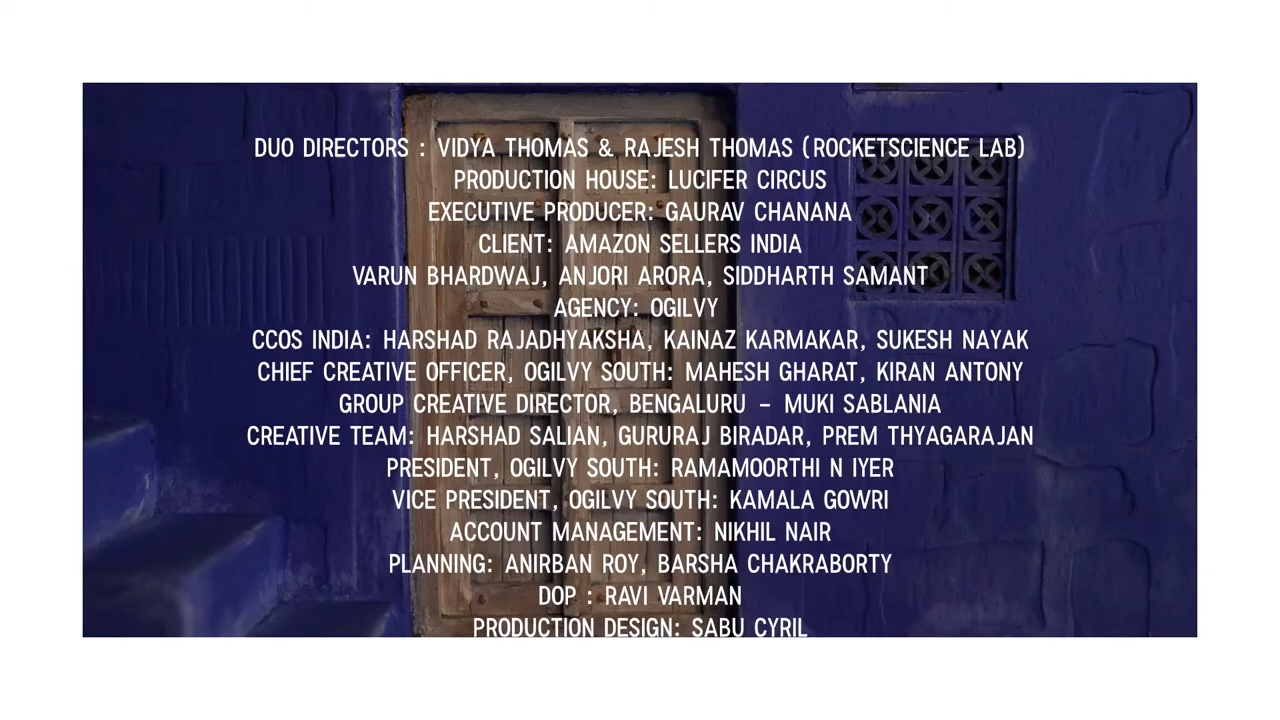 DUO DIRECTORS : VIDYA THOMAS & RAJESH THOMAS (ROCKETSCIENCE LAB)
PRODUCTION HOUSE: LUCIFER CIRCUS
EXECUTIVE PRODUCER: GAURAV CHANANA
CLIENT: AMAZON SELLERS INDIA
VARUN BHARDWAJ, ANJORI ARORA, SIDDHARTH SAMANT
AGENCY: OGILVY
CCOS INDIA: HARSHAD RAJADHYAKSHA, KAINAZ KARMAKAR, SUKESH NAYAK
CHIEF CREATIVE OFFICER, OGILVY SOUTH: MAHESH GHARAT, KIRAN ANTONY
GROUP CREATIVE DIRECTOR, BENGALURU – MUKI SABLANIA
CREATIVE TEAM: HARSHAD SALIAN, GURURAJ BIRADAR, PREM THYAGARAJAN
PRESIDENT, OGILVY SOUTH: RAMAMOORTHI N IYER
VICE PRESIDENT, OGILVY SOUTH: KAMALA GOWRI
ACCOUNT MANAGEMENT: NIKHIL NAIR
PLANNING: ANIRBAN ROY, BARSHA CHAKRABORTY
DOP : RAVI VARMAN
PRODUCTION DESIGN: SABU CYRIL